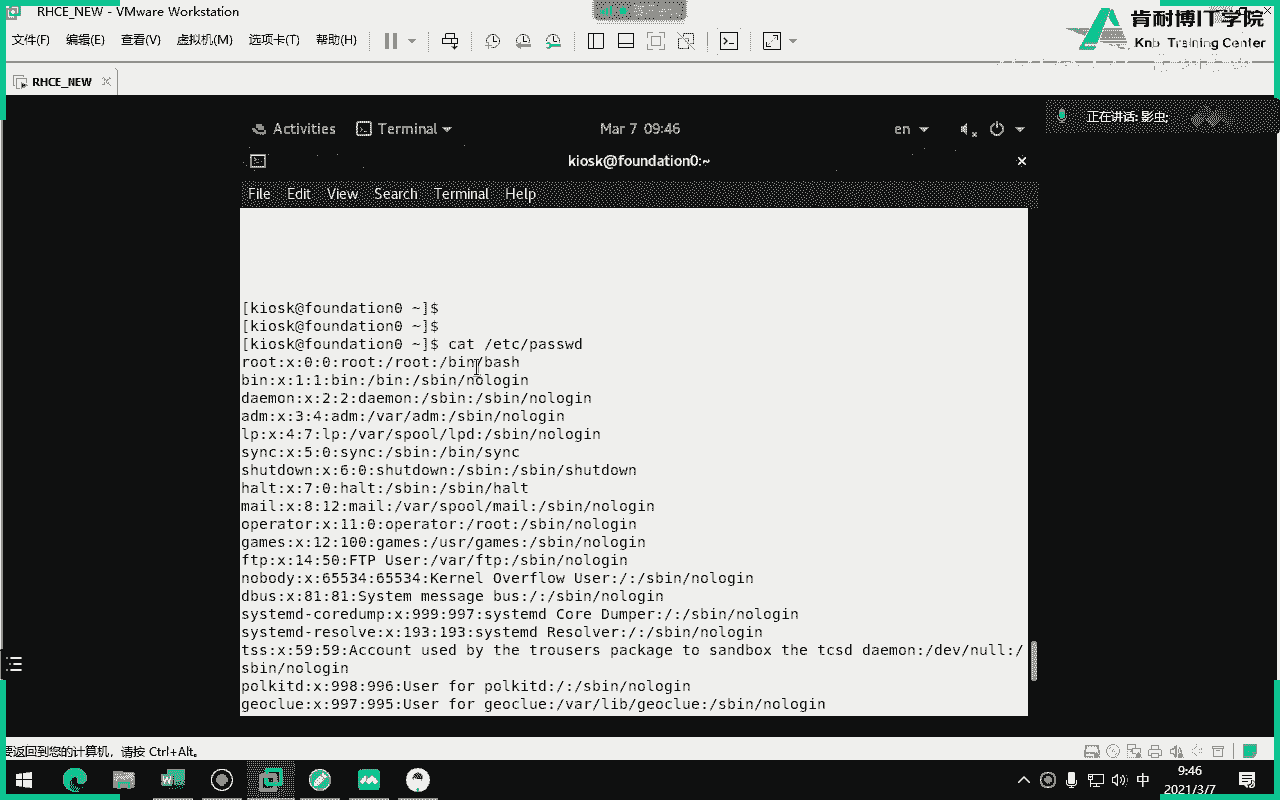 RHCE_NEW - VMware Workstation
文件(F) 编辑(E) 查看(V) 虚拟机(M) 选项卡(T) 帮助(H)
肯耐博IT学院
Knb Training Center
RHCE_NEW
Activities Terminal Mar 7 09:46 en
正在讲话: 影虫;
kiosk@foundation0:~
File Edit View Search Terminal Help
[kiosk@foundation0 ~]$
[kiosk@foundation0 ~]$
[kiosk@foundation0 ~]$ cat /etc/passwd
root:x:0:0:root:/root:/bin/bash
bin:x:1:1:bin:/bin:/sbin/nologin
daemon:x:2:2:daemon:/sbin:/sbin/nologin
adm:x:3:4:adm:/var/adm:/sbin/nologin
lp:x:4:7:lp:/var/spool/lpd:/sbin/nologin
sync:x:5:0:sync:/sbin:/bin/sync
shutdown:x:6:0:shutdown:/sbin:/sbin/shutdown
halt:x:7:0:halt:/sbin:/sbin/halt
mail:x:8:12:mail:/var/spool/mail:/sbin/nologin
operator:x:11:0:operator:/root:/sbin/nologin
games:x:12:100:games:/usr/games:/sbin/nologin
ftp:x:14:50:FTP User:/var/ftp:/sbin/nologin
nobody:x:65534:65534:Kernel Overflow User:/:/sbin/nologin
dbus:x:81:81:System message bus:/:/sbin/nologin
systemd-coredump:x:999:997:systemd Core Dumper:/:/sbin/nologin
systemd-resolve:x:193:193:systemd Resolver:/:/sbin/nologin
tss:x:59:59:Account used by the trousers package to sandbox the tcsd daemon:/dev/null:/
sbin/nologin
polkitd:x:998:996:User for polkitd:/:/sbin/nologin
geoclue:x:997:995:User for geoclue:/var/lib/geoclue:/sbin/nologin
要返回到您的计算机，请按 Ctrl+Alt。
中
9:46
2021/3/7